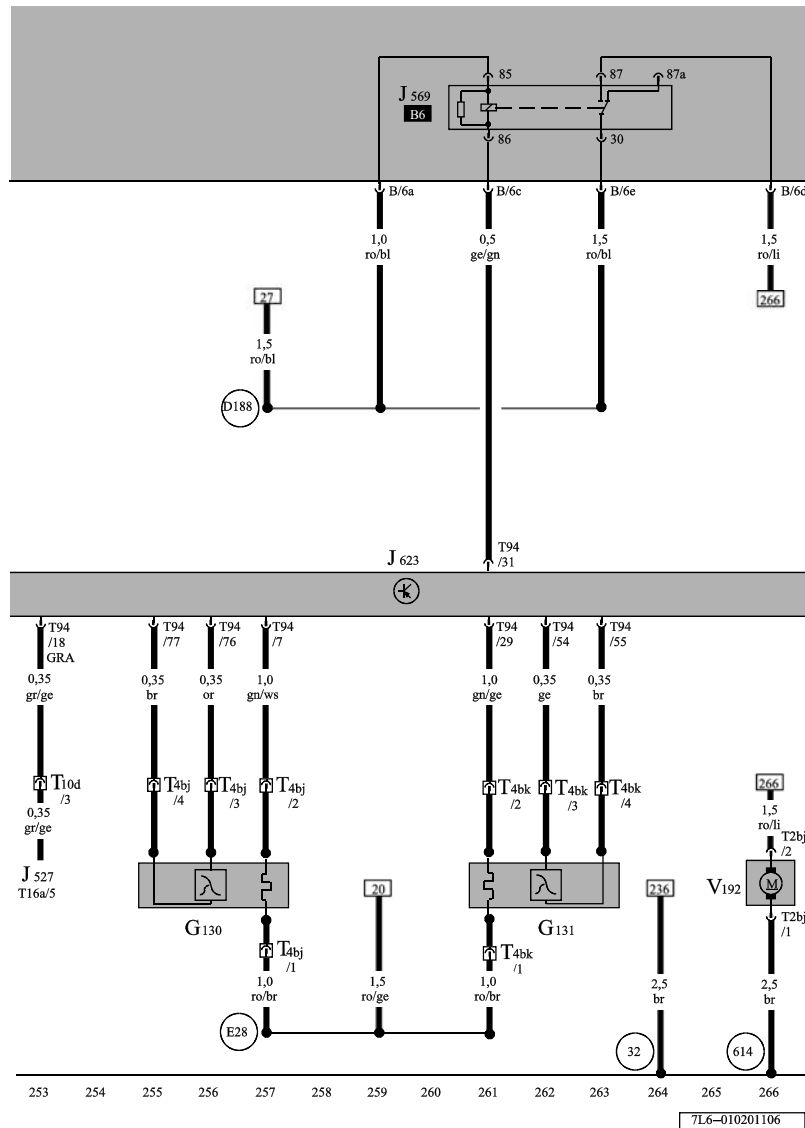 85
87
87a
J 569
B6
86
30
B/6a
B/6c
B/6e
B/6d
1,0
ro/bl
0,5
ge/gn
1,5
ro/bl
1,5
ro/li
27
266
1,5
ro/bl
D188
J 623
T94
/31
T94
/18
GRA
T94
/77
T94
/76
T94
/7
T94
/29
T94
/54
T94
/55
0,35
gr/ge
0,35
br
0,35
or
1,0
gn/ws
1,0
gn/ge
0,35
ge
0,35
br
T10d
/3
T4bj
/4
T4bj
/3
T4bj
/2
T4bk
/2
T4bk
/3
T4bk
/4
266
0,35
gr/ge
1,5
ro/li
T2bj
/2
J 527
T16a/5
20
236
V192
M
G130
G131
T2bj
/1
T4bj
/1
T4bk
/1
1,0
ro/br
1,5
ro/ge
1,0
ro/br
2,5
br
2,5
br
E28
32
614
253 254 255 256 257 258 259 260 261 262 263 264 265 266
7L6-010201106